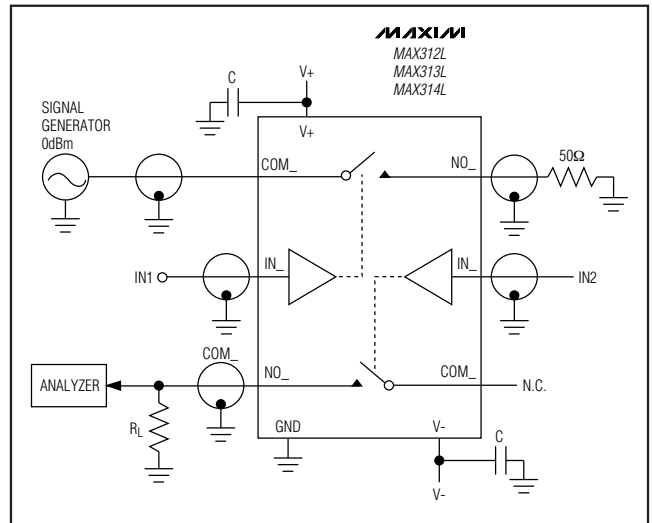 MAXIM
MAX312L
MAX313L
MAX314L
C
V+
V+
SIGNAL
GENERATOR
0dBm
COM_
NO_
50Ω
IN1
IN_
IN_
IN2
COM_
NO_
COM_
N.C.
ANALYZER
RL
GND
V-
C
V-